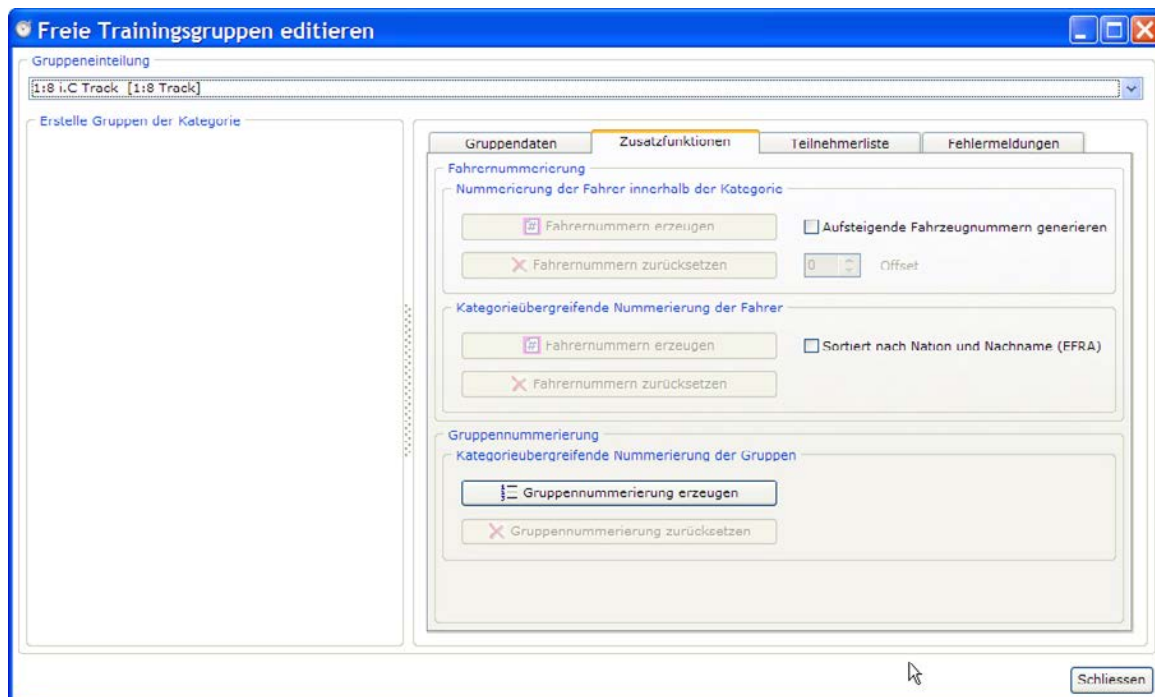 Freie Trainingsgruppen editieren
Gruppeneinteilung
1:8 i.C Track [1:8 Track]
Erstelle Gruppen der Kategorie
Gruppendaten
Zusatzfunktionen
Teilnehmerliste
Fehlermeldungen
Fahrernummerierung
Nummerierung der Fahrer innerhalb der Kategorie
Fahrernummern erzeugen
Aufsteigende Fahrzeugnummern generieren
Fahrernummern zurücksetzen
0
Offset
Kategorieübergreifende Nummerierung der Fahrer
Fahrernummern erzeugen
Sortiert nach Nation und Nachname (EFRA)
Fahrernummern zurücksetzen
Gruppennummerierung
Kategorieübergreifende Nummerierung der Gruppen
Gruppennummerierung erzeugen
Gruppennummerierung zurücksetzen
Schliessen